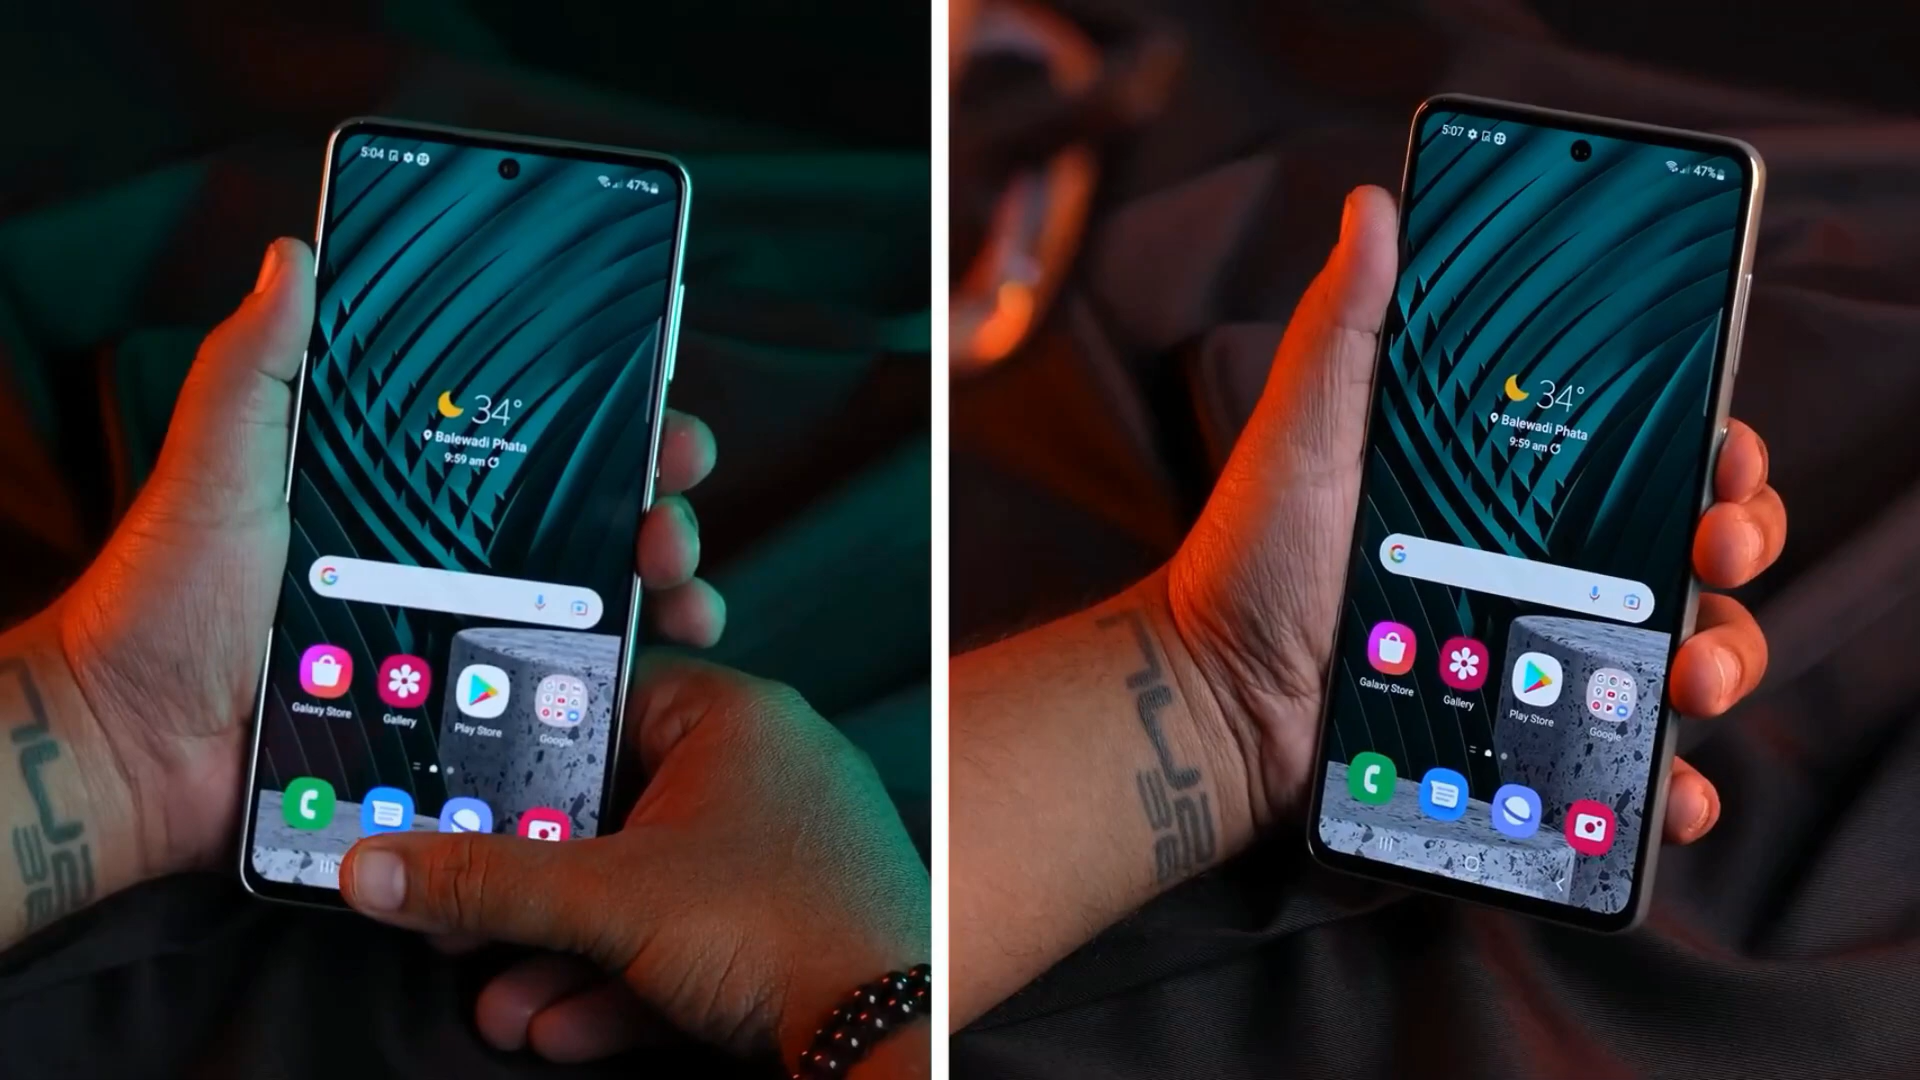 5:04
47%
34°
Balewadi Phata
9:59 am
G
Galaxy Store
Gallery
Play Store
Google
5:07
47%
34°
Balewadi Phata
9:59 am
G
Galaxy Store
Gallery
Play Store
Google